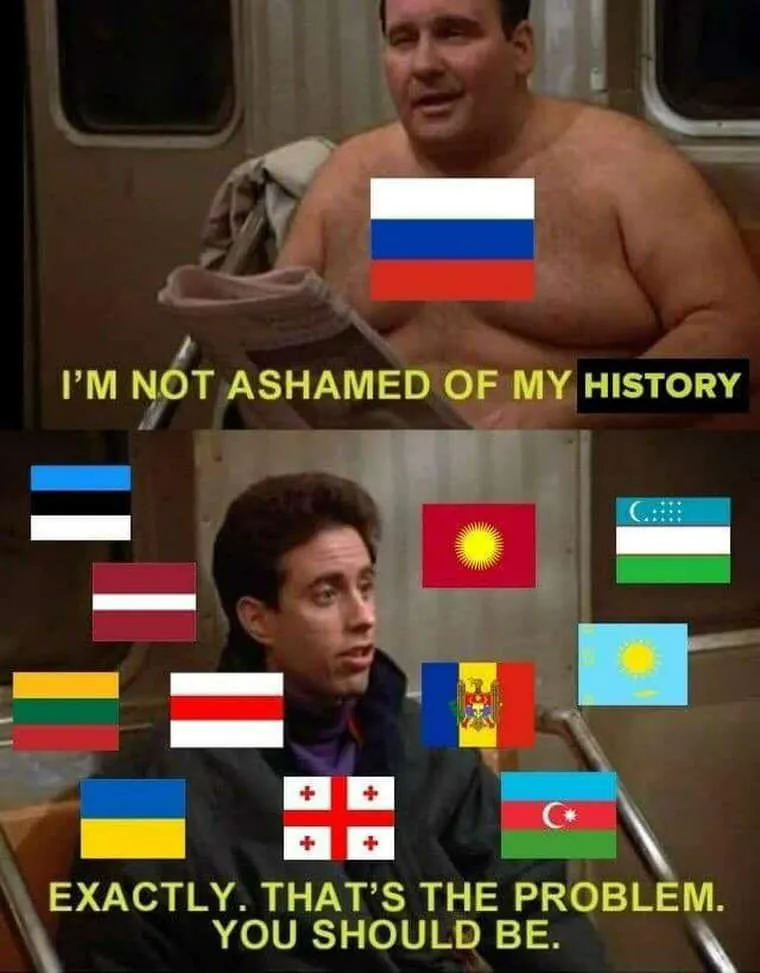 I'M NOT ASHAMED OF MY HISTORY
EXACTLY. THAT'S THE PROBLEM.
YOU SHOULD BE.